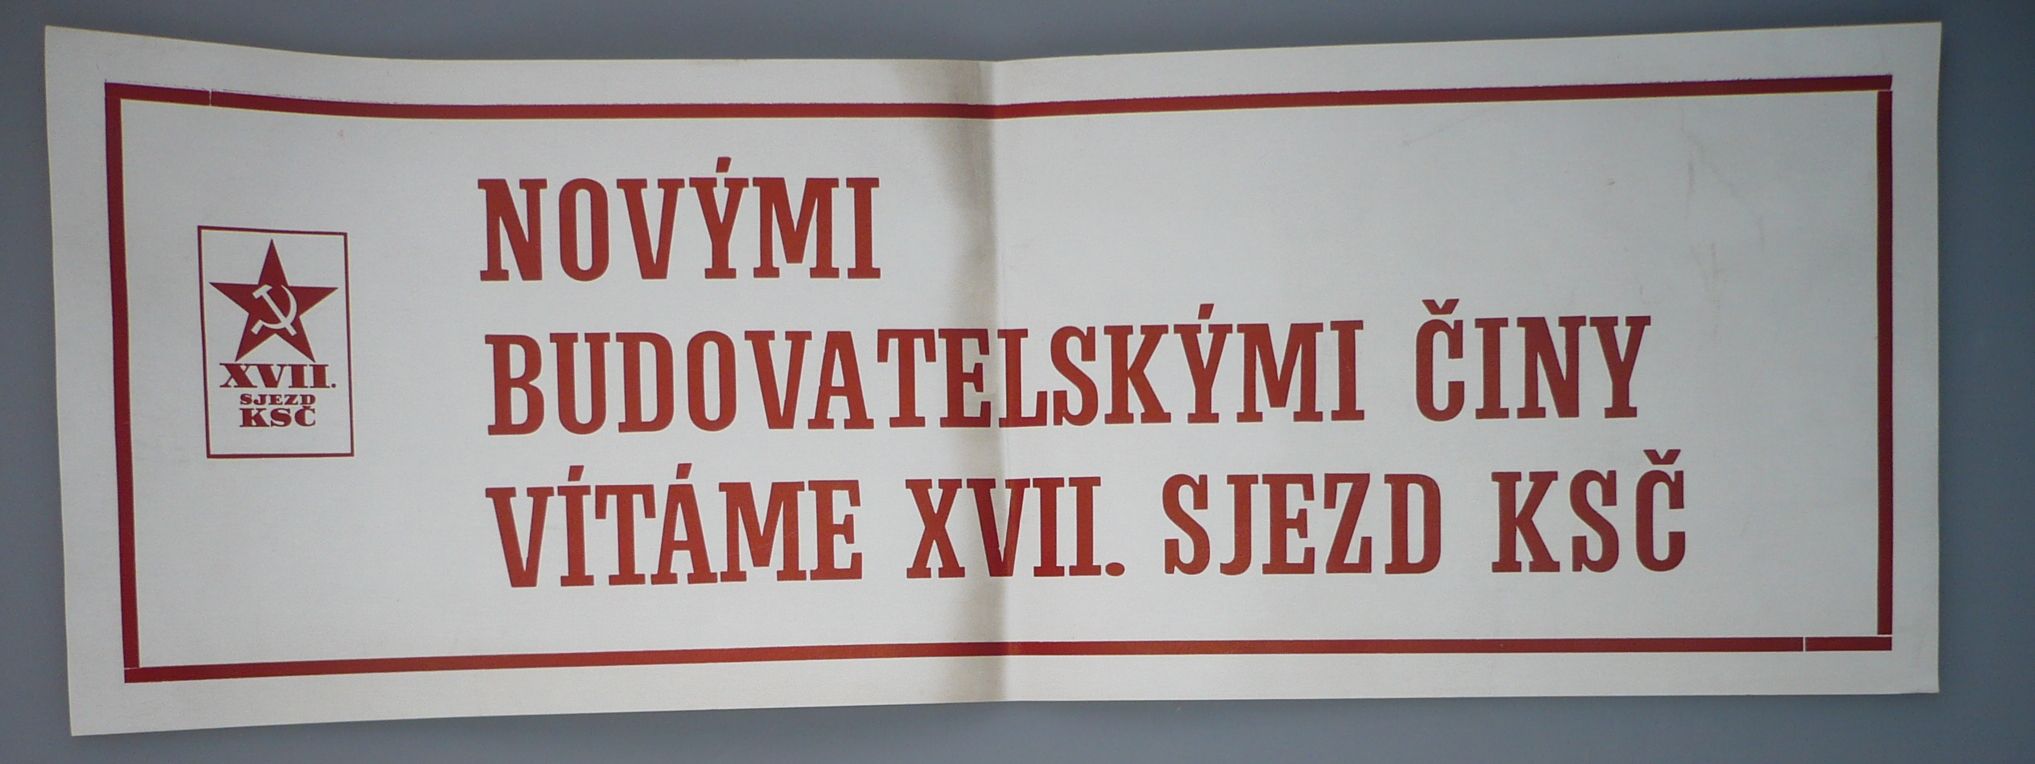 XVII.
SJEZD
KSČ
NOVÝMI
BUDOVATELSKÝMI ČINY
VÍTÁME XVII. SJEZD KSČ